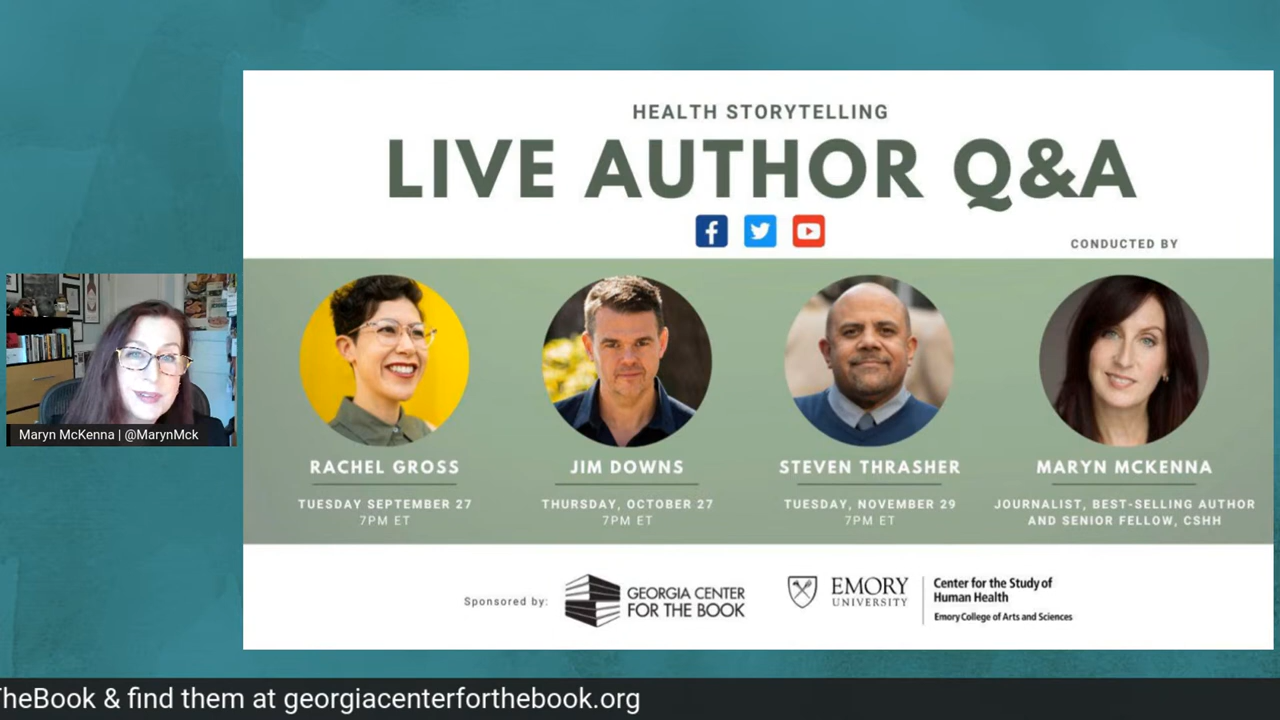 HEALTH STORYTELLING
LIVE AUTHOR Q&A
CONDUCTED BY
Maryn McKenna | @MarynMck
RACHEL GROSS
TUESDAY SEPTEMBER 27
7PM ET
JIM DOWNS
THURSDAY, OCTOBER 27
7PM ET
STEVEN THRASHER
TUESDAY, NOVEMBER 29
7PM ET
MARYN MCKENNA
JOURNALIST, BEST-SELLING AUTHOR
AND SENIOR FELLOW, CSHH
Sponsored by:
GEORGIA CENTER
FOR THE BOOK
EMORY
UNIVERSITY
Center for the Study of
Human Health
Emory College of Arts and Sciences
TheBook & find them at georgiacenterforthebook.org